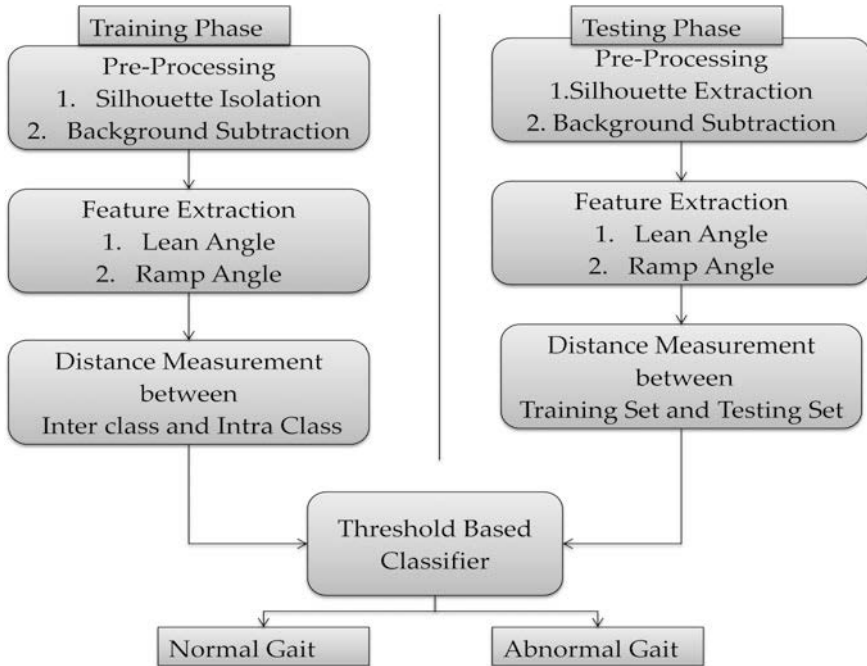 Training Phase
Pre-Processing
1. Silhouette Isolation
2. Background Subtraction
Feature Extraction
1. Lean Angle
2. Ramp Angle
Distance Measurement
between
Inter class and Intra Class
Testing Phase
Pre-Processing
1.Silhouette Extraction
2. Background Subtraction
Feature Extraction
1. Lean Angle
2. Ramp Angle
Distance Measurement
between
Training Set and Testing Set
Threshold Based
Classifier
Normal Gait
Abnormal Gait